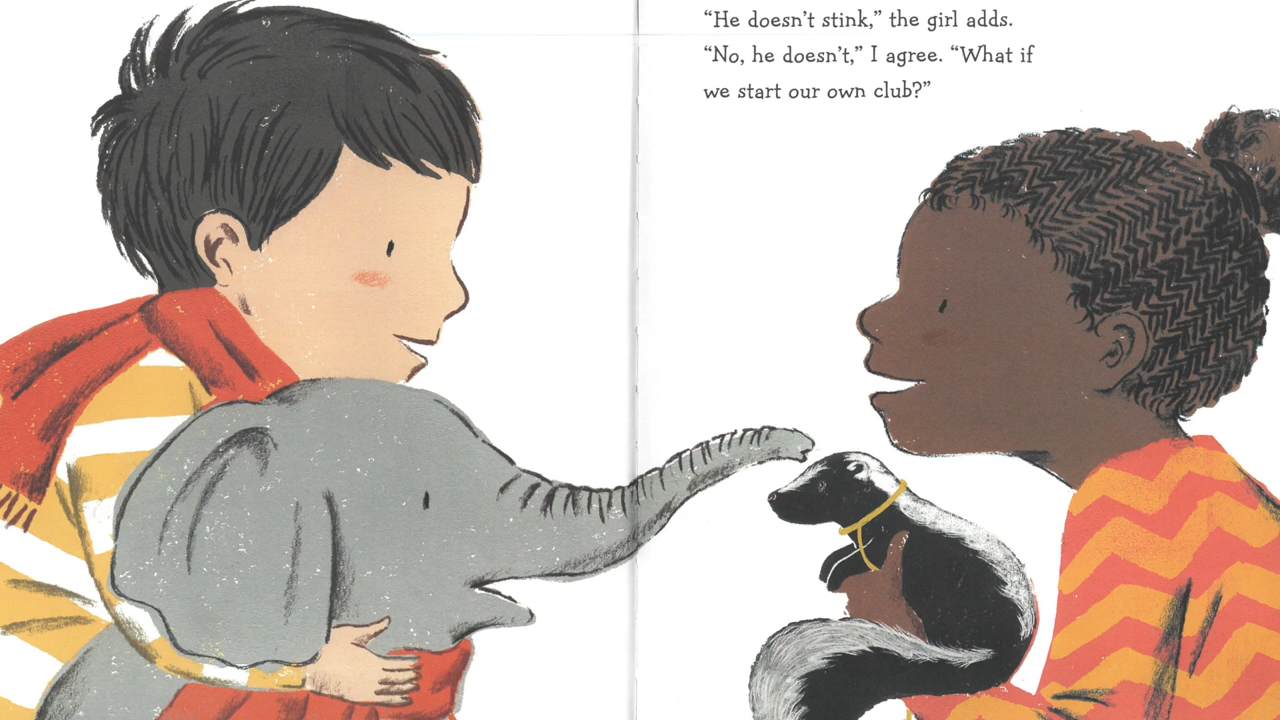 “He doesn’t stink,” the girl adds.
“No, he doesn’t,” I agree. “What if
we start our own club?”